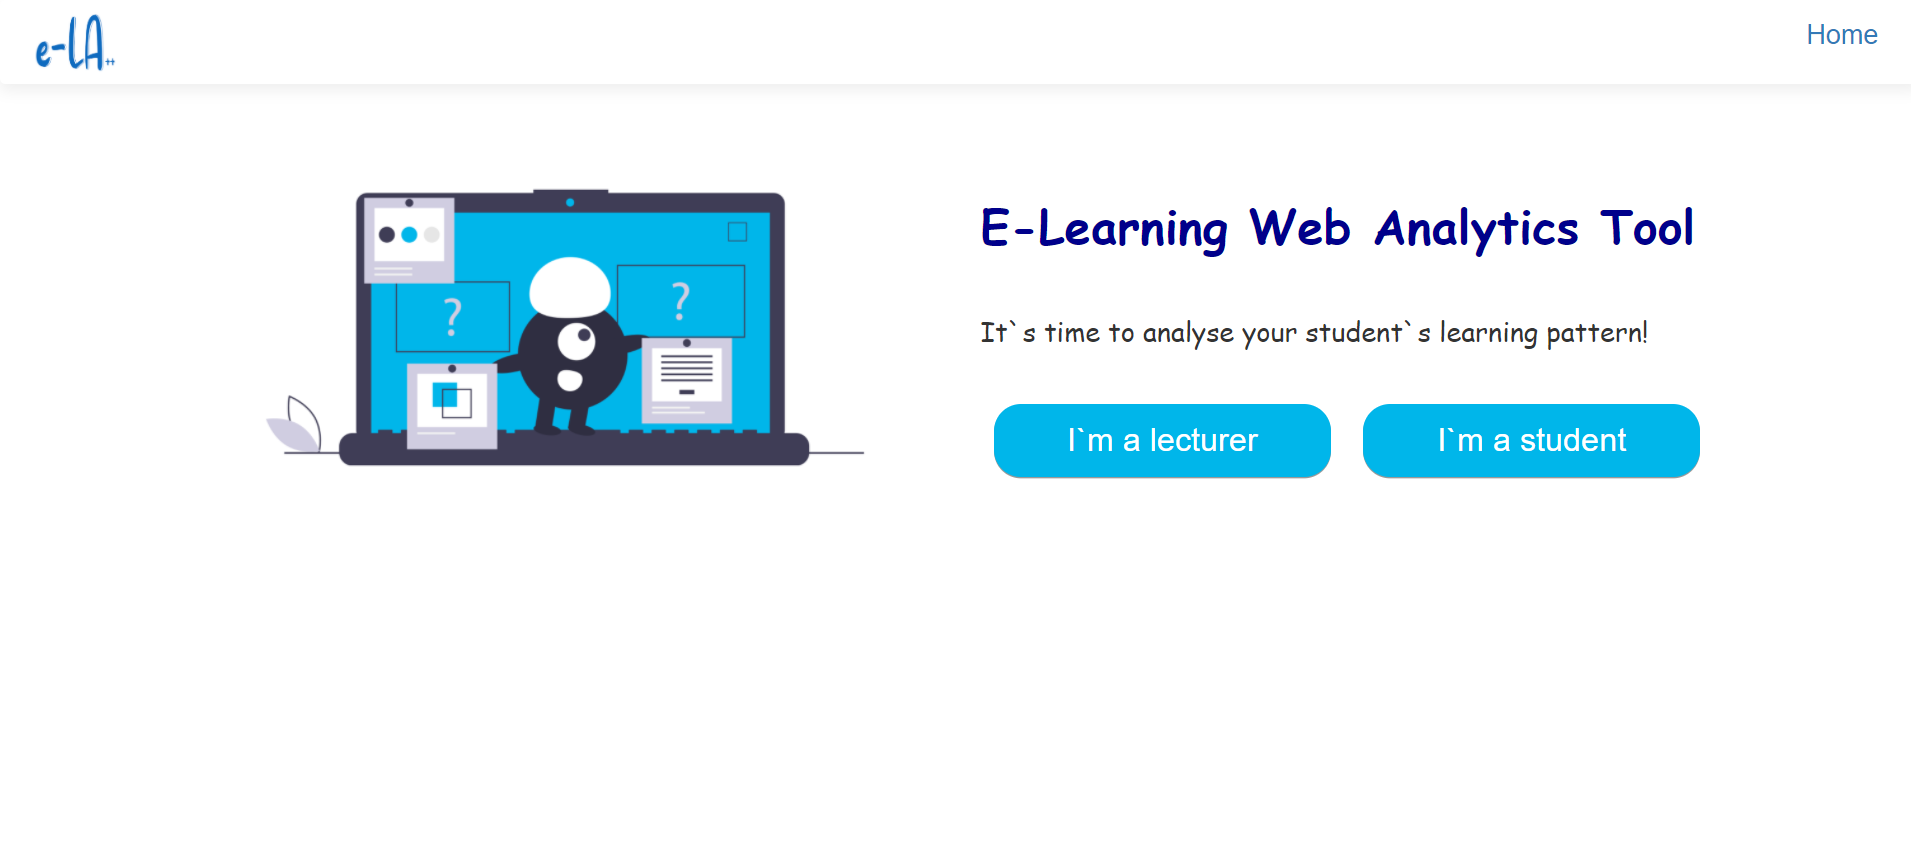 e-LA++
Home
E-Learning Web Analytics Tool
It`s time to analyse your student`s learning pattern!
? ?
I`m a lecturer I`m a student